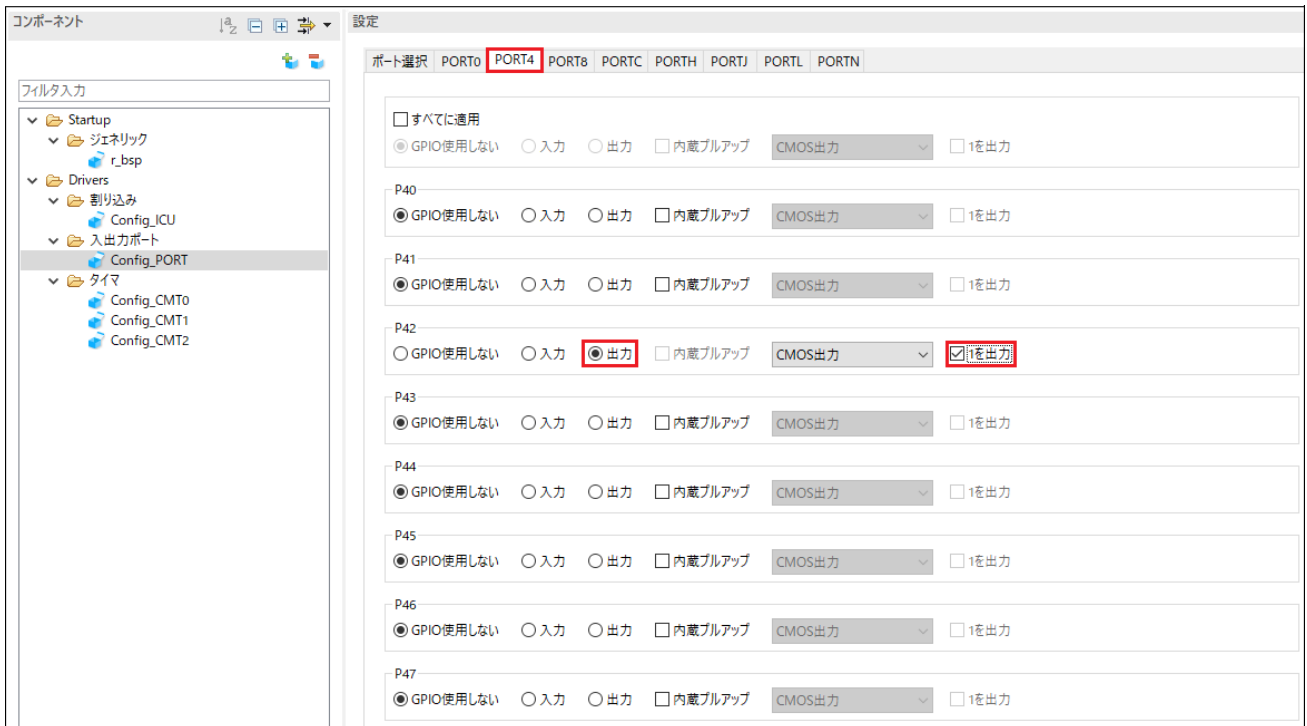 コンポーネント
設定
ポート選択 PORT0 PORT4 PORT8 PORTC PORTH PORTJ PORTL PORTN
フィルタ入力
Startup
ジェネリック
r_bsp
Drivers
割り込み
Config_ICU
入出力ポート
Config_PORT
タイマ
Config_CMT0
Config_CMT1
Config_CMT2
すべてに適用
GPIO使用しない 入力 出力 内蔵プルアップ CMOS出力 1を出力
P40
GPIO使用しない 入力 出力 内蔵プルアップ CMOS出力 1を出力
P41
GPIO使用しない 入力 出力 内蔵プルアップ CMOS出力 1を出力
P42
GPIO使用しない 入力 出力 内蔵プルアップ CMOS出力 1を出力
P43
GPIO使用しない 入力 出力 内蔵プルアップ CMOS出力 1を出力
P44
GPIO使用しない 入力 出力 内蔵プルアップ CMOS出力 1を出力
P45
GPIO使用しない 入力 出力 内蔵プルアップ CMOS出力 1を出力
P46
GPIO使用しない 入力 出力 内蔵プルアップ CMOS出力 1を出力
P47
GPIO使用しない 入力 出力 内蔵プルアップ CMOS出力 1を出力